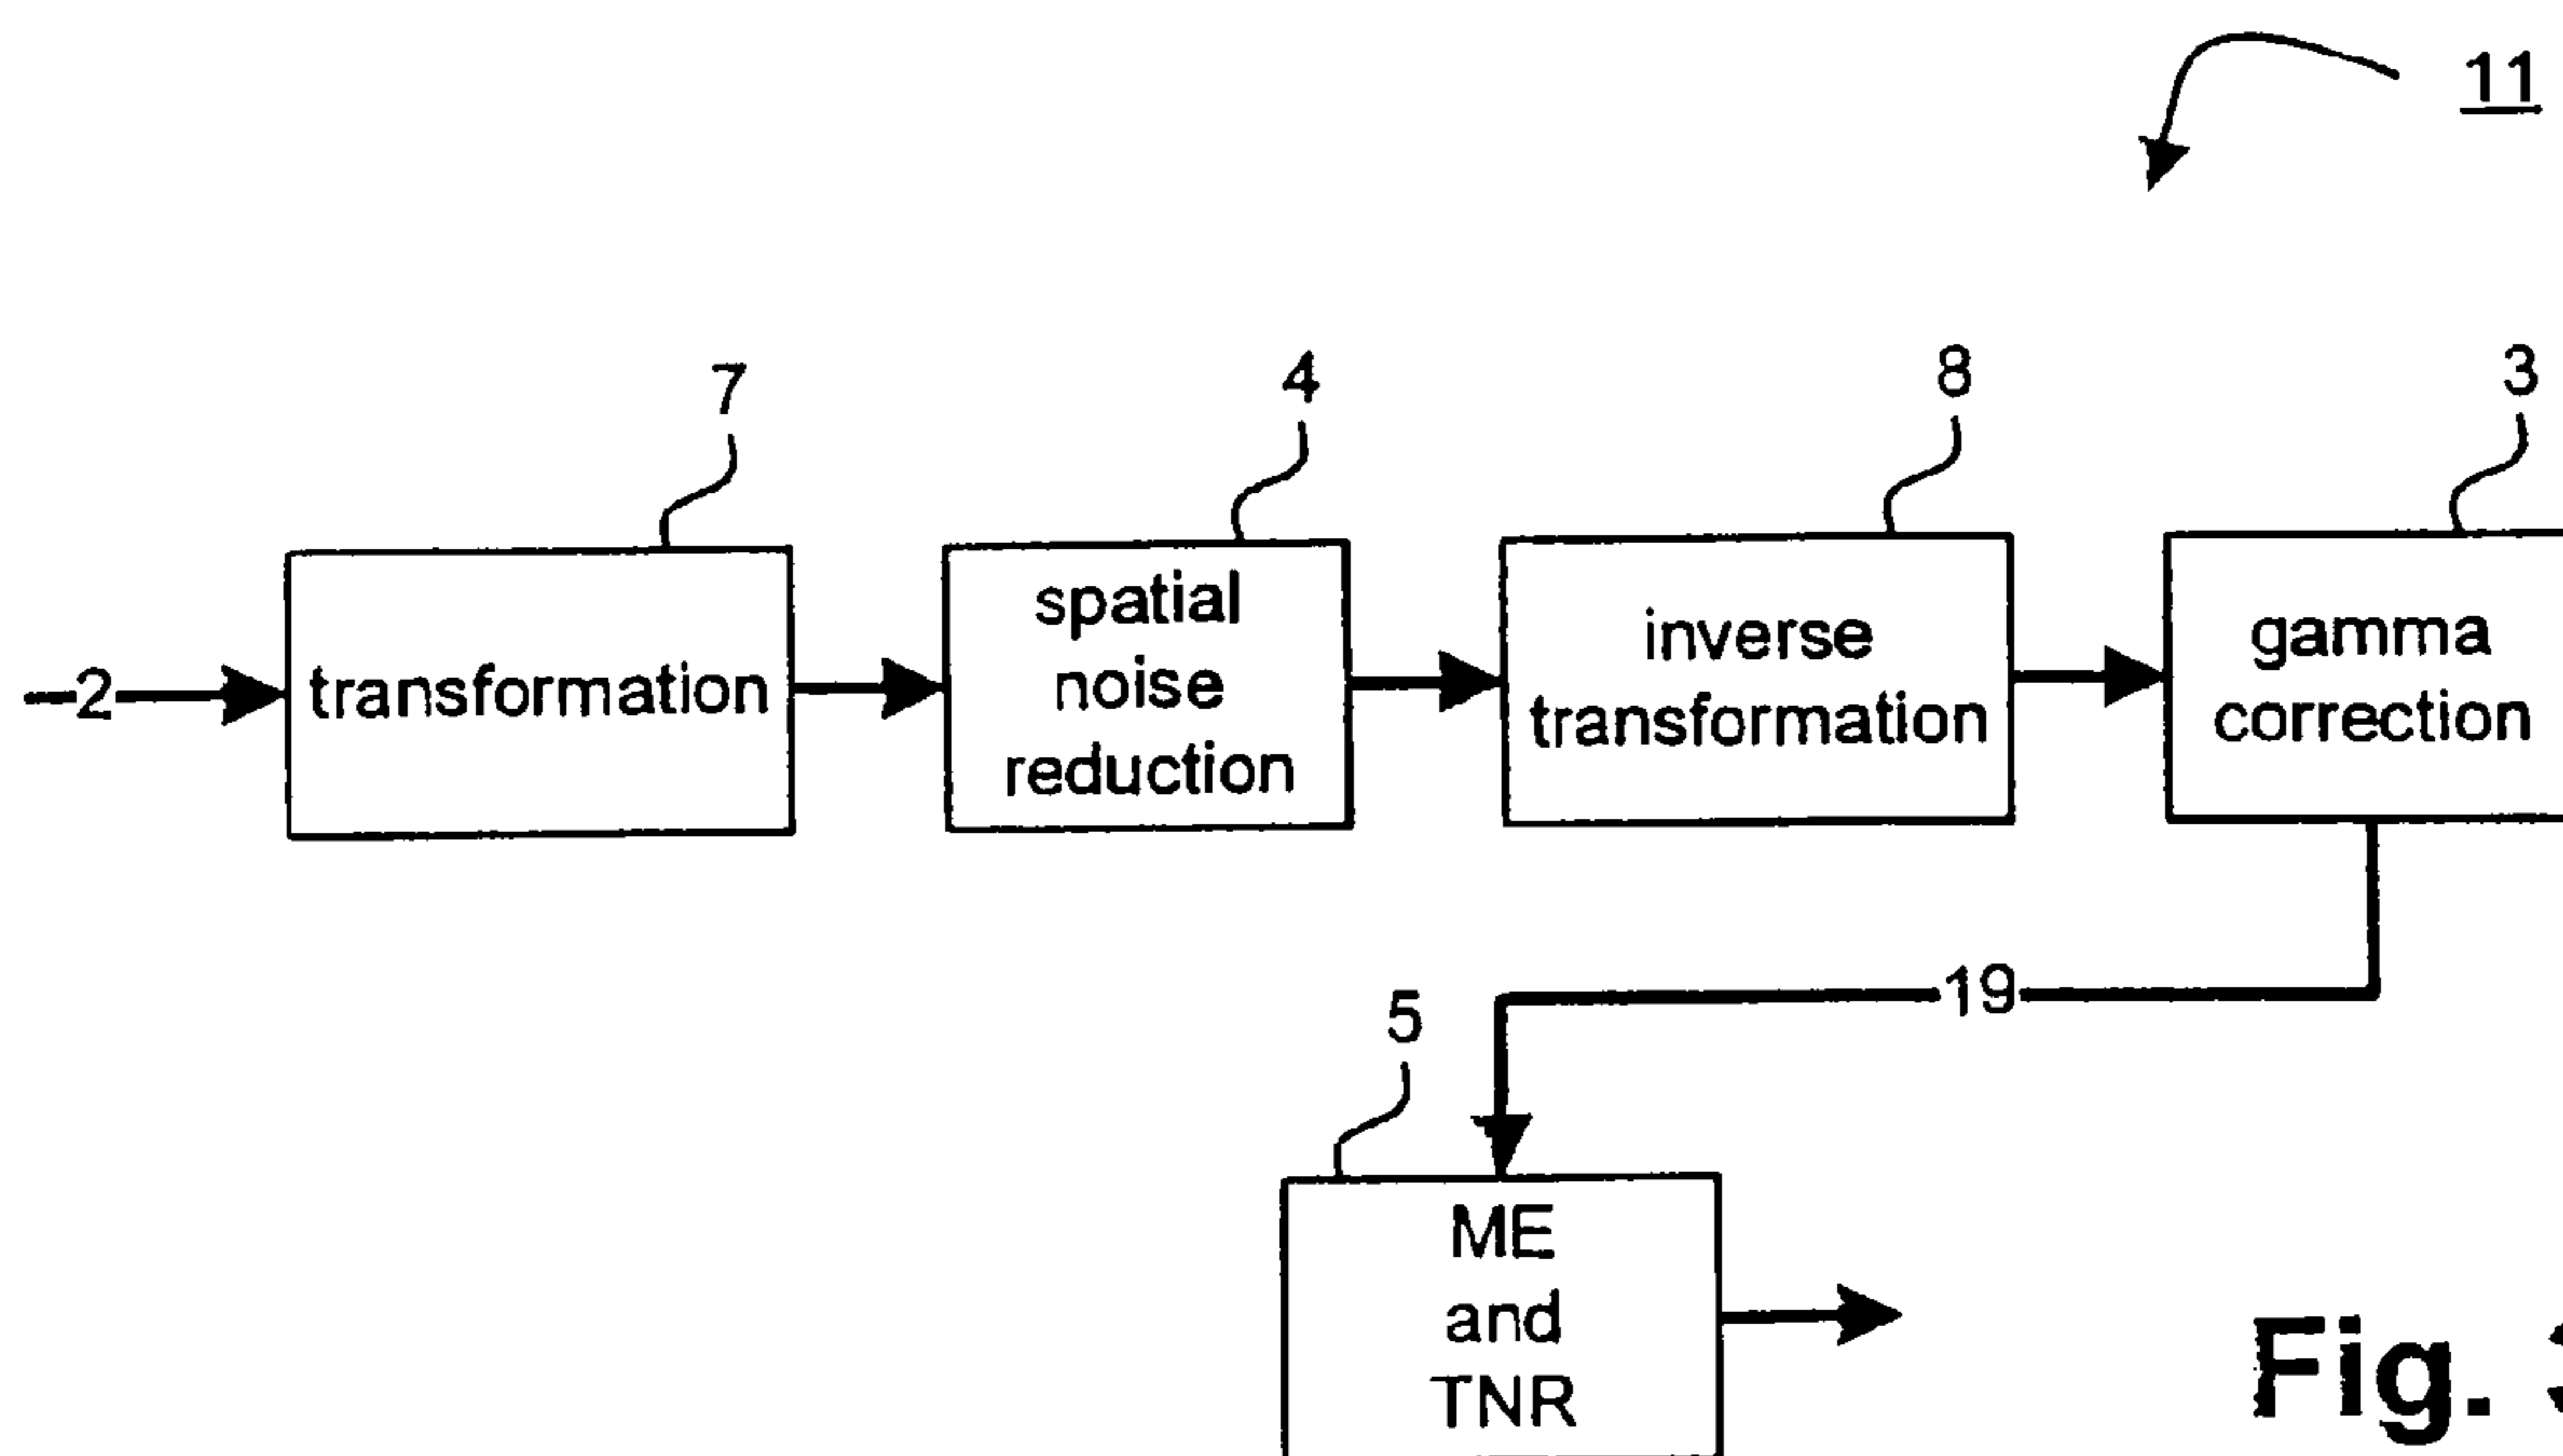 11
7
4
8
3
2
transformation
spatial
noise
reduction
inverse
transformation
gamma
correction
19
5
ME
and
TNR
Fig.